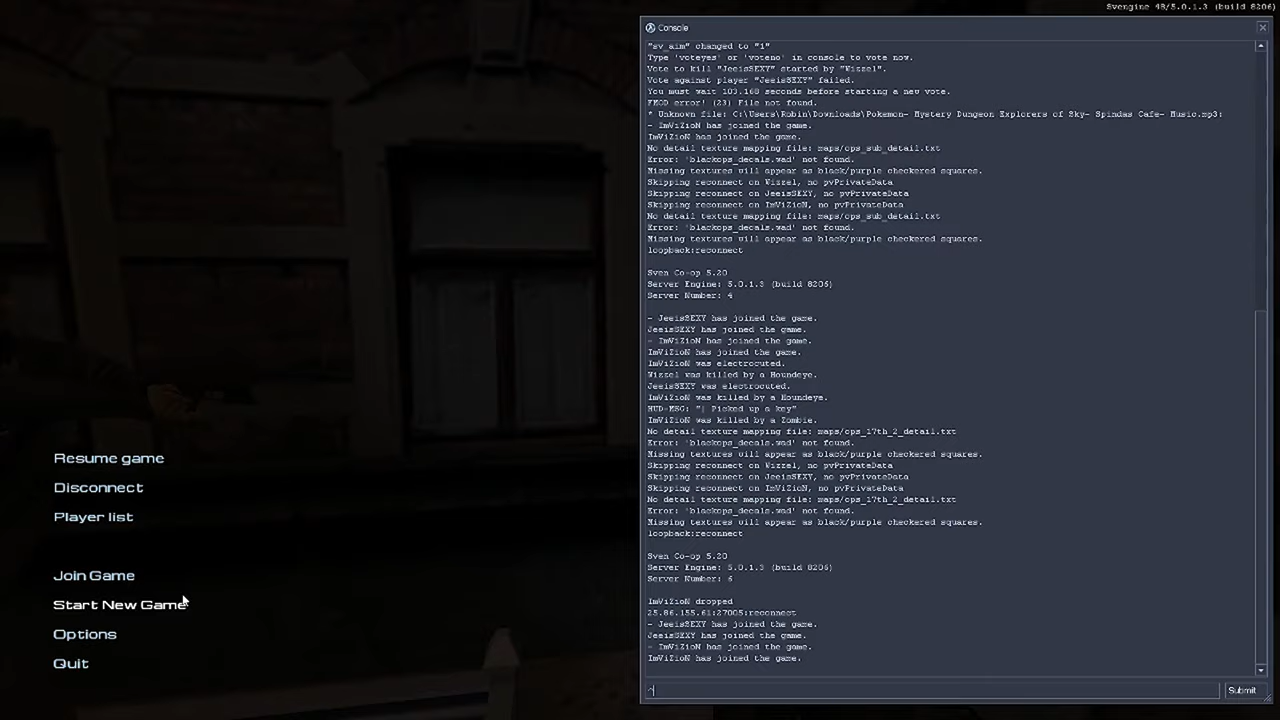 Svengine 48/5.0.1.3 (build 8206)
Console
"sv_aim" changed to "1"
Type 'voteyes' or 'voteno' in console to vote now.
Vote to kill "JeeisSEXY" started by "Wizzel".
Vote against player "JeeisSEXY" failed.
You must wait 103.168 seconds before starting a new vote.
FMOD error! (23) File not found.
* Unknown file: C:\Users\Robin\Downloads\Pokemon- Mystery Dungeon Explorers of Sky- Spindas Cafe- Music.mp3:
- ImViZioN has joined the game.
ImViZioN has joined the game.
No detail texture mapping file: maps/ops_sub_detail.txt
Error: 'blackops_decals.wad' not found.
Missing textures will appear as black/purple checkered squares.
Skipping reconnect on Wizzel, no pvPrivateData
Skipping reconnect on JeeisSEXY, no pvPrivateData
Skipping reconnect on ImViZioN, no pvPrivateData
No detail texture mapping file: maps/ops_sub_detail.txt
Error: 'blackops_decals.wad' not found.
Missing textures will appear as black/purple checkered squares.
loopback:reconnect
Sven Co-op 5.20
Server Engine: 5.0.1.3 (build 8206)
Server Number: 4
- JeeisSEXY has joined the game.
JeeisSEXY has joined the game.
- ImViZioN has joined the game.
ImViZioN has joined the game.
ImViZioN was electrocuted.
Wizzel was killed by a Houndeye.
JeeisSEXY was electrocuted.
ImViZioN was killed by a Houndeye.
HUD-MSG: "| Picked up a key"
ImViZioN was killed by a Zombie.
No detail texture mapping file: maps/ops_17th_2_detail.txt
Error: 'blackops_decals.wad' not found.
Missing textures will appear as black/purple checkered squares.
Skipping reconnect on Wizzel, no pvPrivateData
Skipping reconnect on JeeisSEXY, no pvPrivateData
Skipping reconnect on ImViZioN, no pvPrivateData
No detail texture mapping file: maps/ops_17th_2_detail.txt
Error: 'blackops_decals.wad' not found.
Missing textures will appear as black/purple checkered squares.
loopback:reconnect
Sven Co-op 5.20
Server Engine: 5.0.1.3 (build 8206)
Server Number: 6
ImViZioN dropped
25.86.155.61:27005:reconnect
- JeeisSEXY has joined the game.
JeeisSEXY has joined the game.
- ImViZioN has joined the game.
ImViZioN has joined the game.
^
Submit
Resume game
Disconnect
Player list
Join Game
Start New Game
Options
Quit